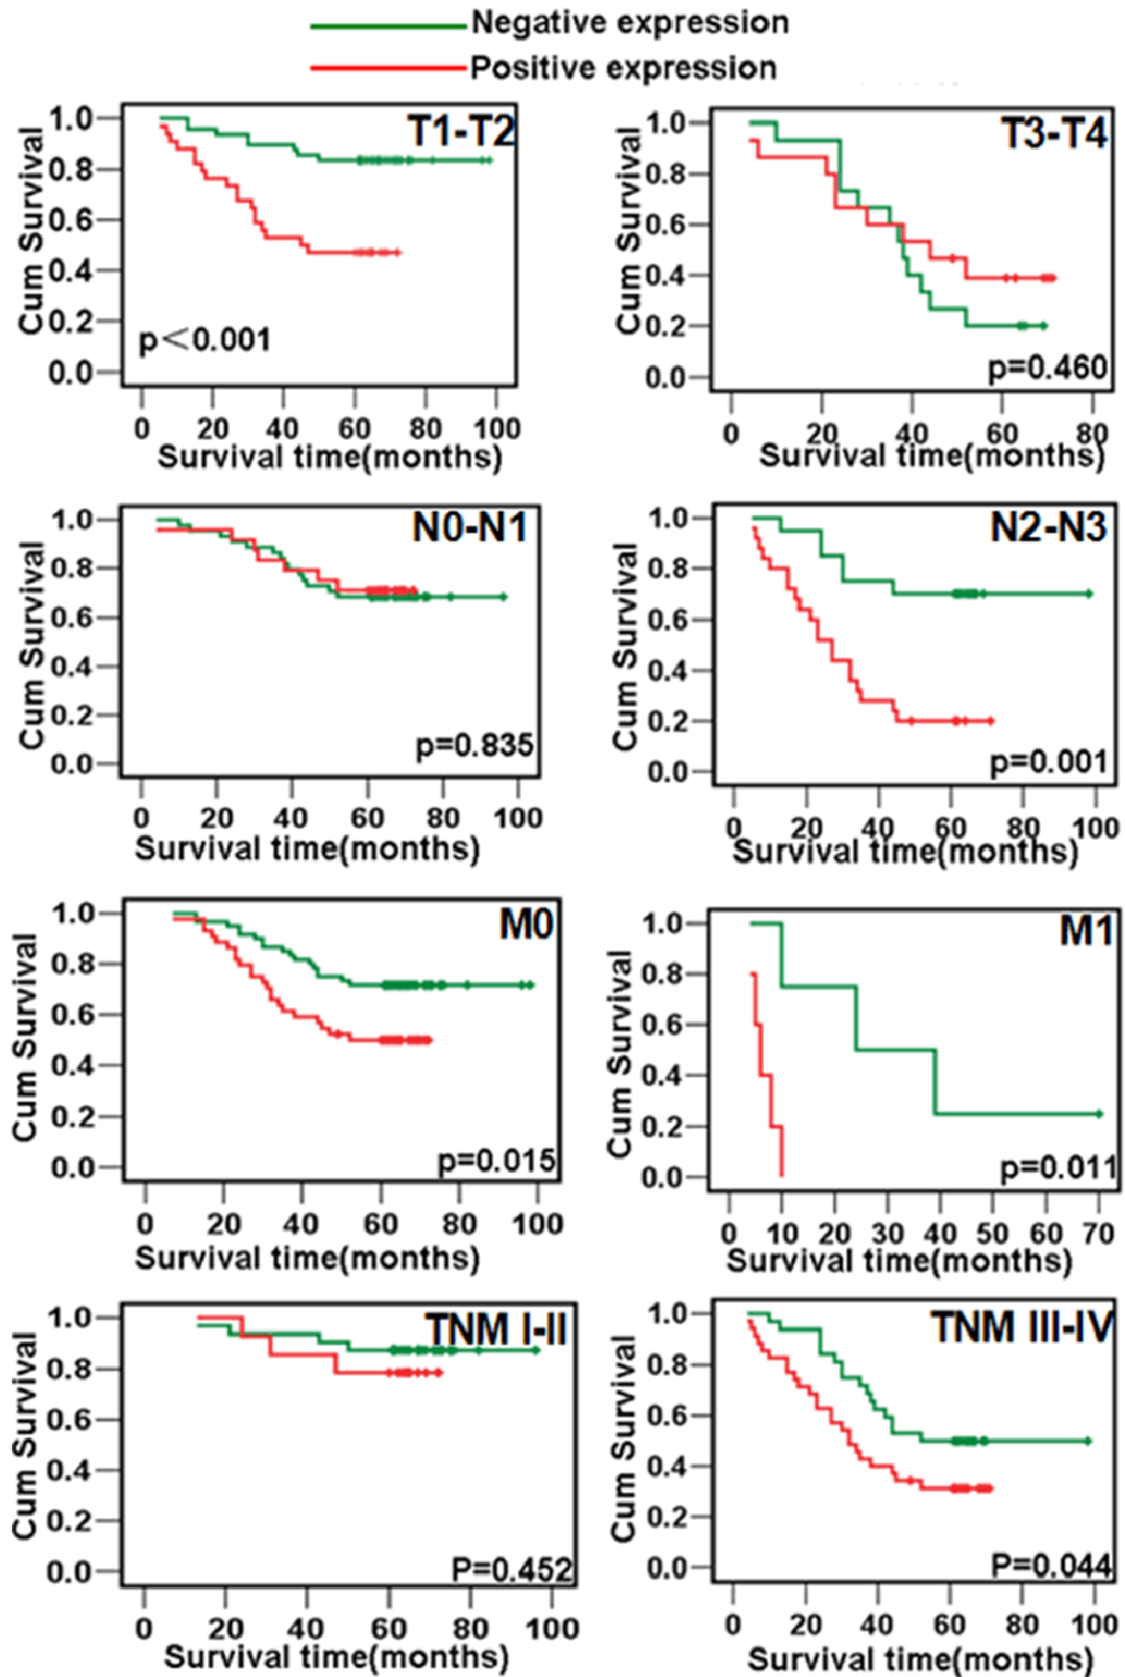 Negative expression
Positive expression
T1-T2
Cum Survival
1.0
0.8
0.6
0.4
0.2
0.0
p<0.001
0 20 40 60 80 100
Survival time(months)
T3-T4
Cum Survival
1.0
0.8
0.6
0.4
0.2
0.0
p=0.460
0 20 40 60 80
Survival time(months)
N0-N1
Cum Survival
1.0
0.8
0.6
0.4
0.2
0.0
p=0.835
0 20 40 60 80 100
Survival time(months)
N2-N3
Cum Survival
1.0
0.8
0.6
0.4
0.2
0.0
p=0.001
0 20 40 60 80 100
Survival time(months)
M0
Cum Survival
1.0
0.8
0.6
0.4
0.2
0.0
p=0.015
0 20 40 60 80 100
Survival time(months)
M1
Cum Survival
1.0
0.8
0.6
0.4
0.2
0.0
p=0.011
0 10 20 30 40 50 60 70
Survival time(months)
TNM I-II
Cum Survival
1.0
0.8
0.6
0.4
0.2
0.0
P=0.452
0 20 40 60 80 100
Survival time(months)
TNM III-IV
Cum Survival
1.0
0.8
0.6
0.4
0.2
0.0
P=0.044
0 20 40 60 80 100
Survival time(months)